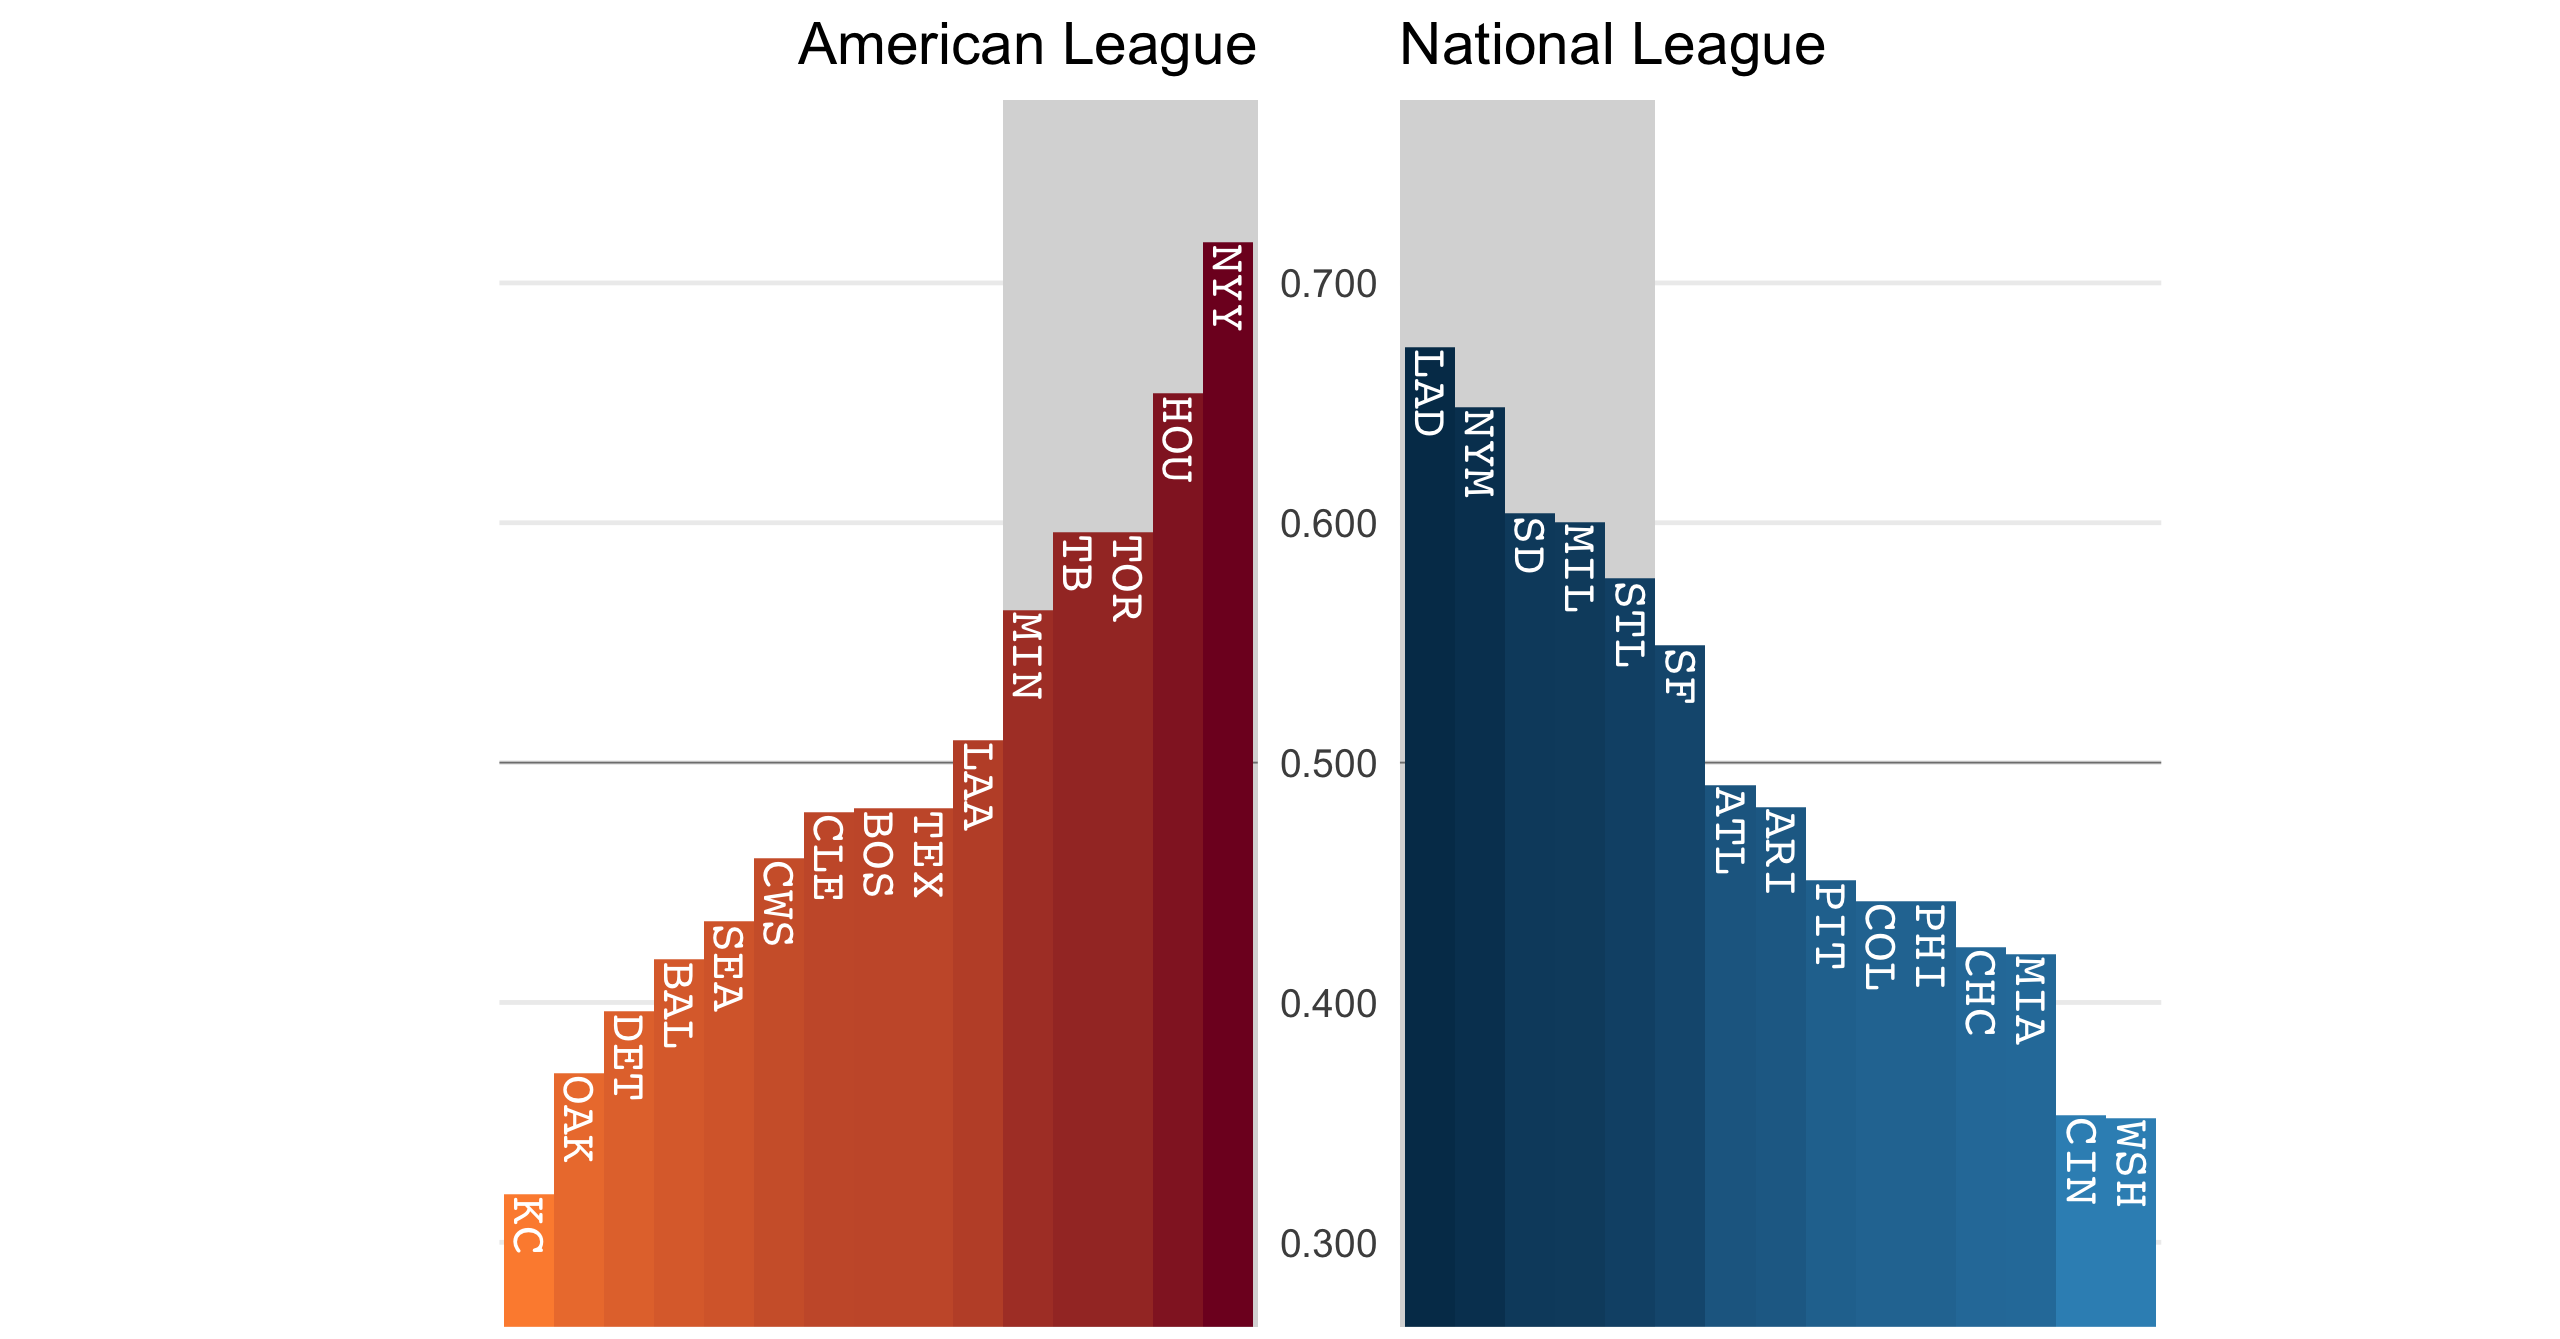 American League
National League
0.700
0.600
0.500
0.400
0.300
KC
OAK
DET
BAL
SEA
CWS
CLE
BOS
TEX
LAA
MIN
TB
TOR
HOU
NYY
LAD
NYM
SD
MIL
STL
SF
ATL
ARI
PIT
COL
PHI
CHC
MIA
CIN
WSH